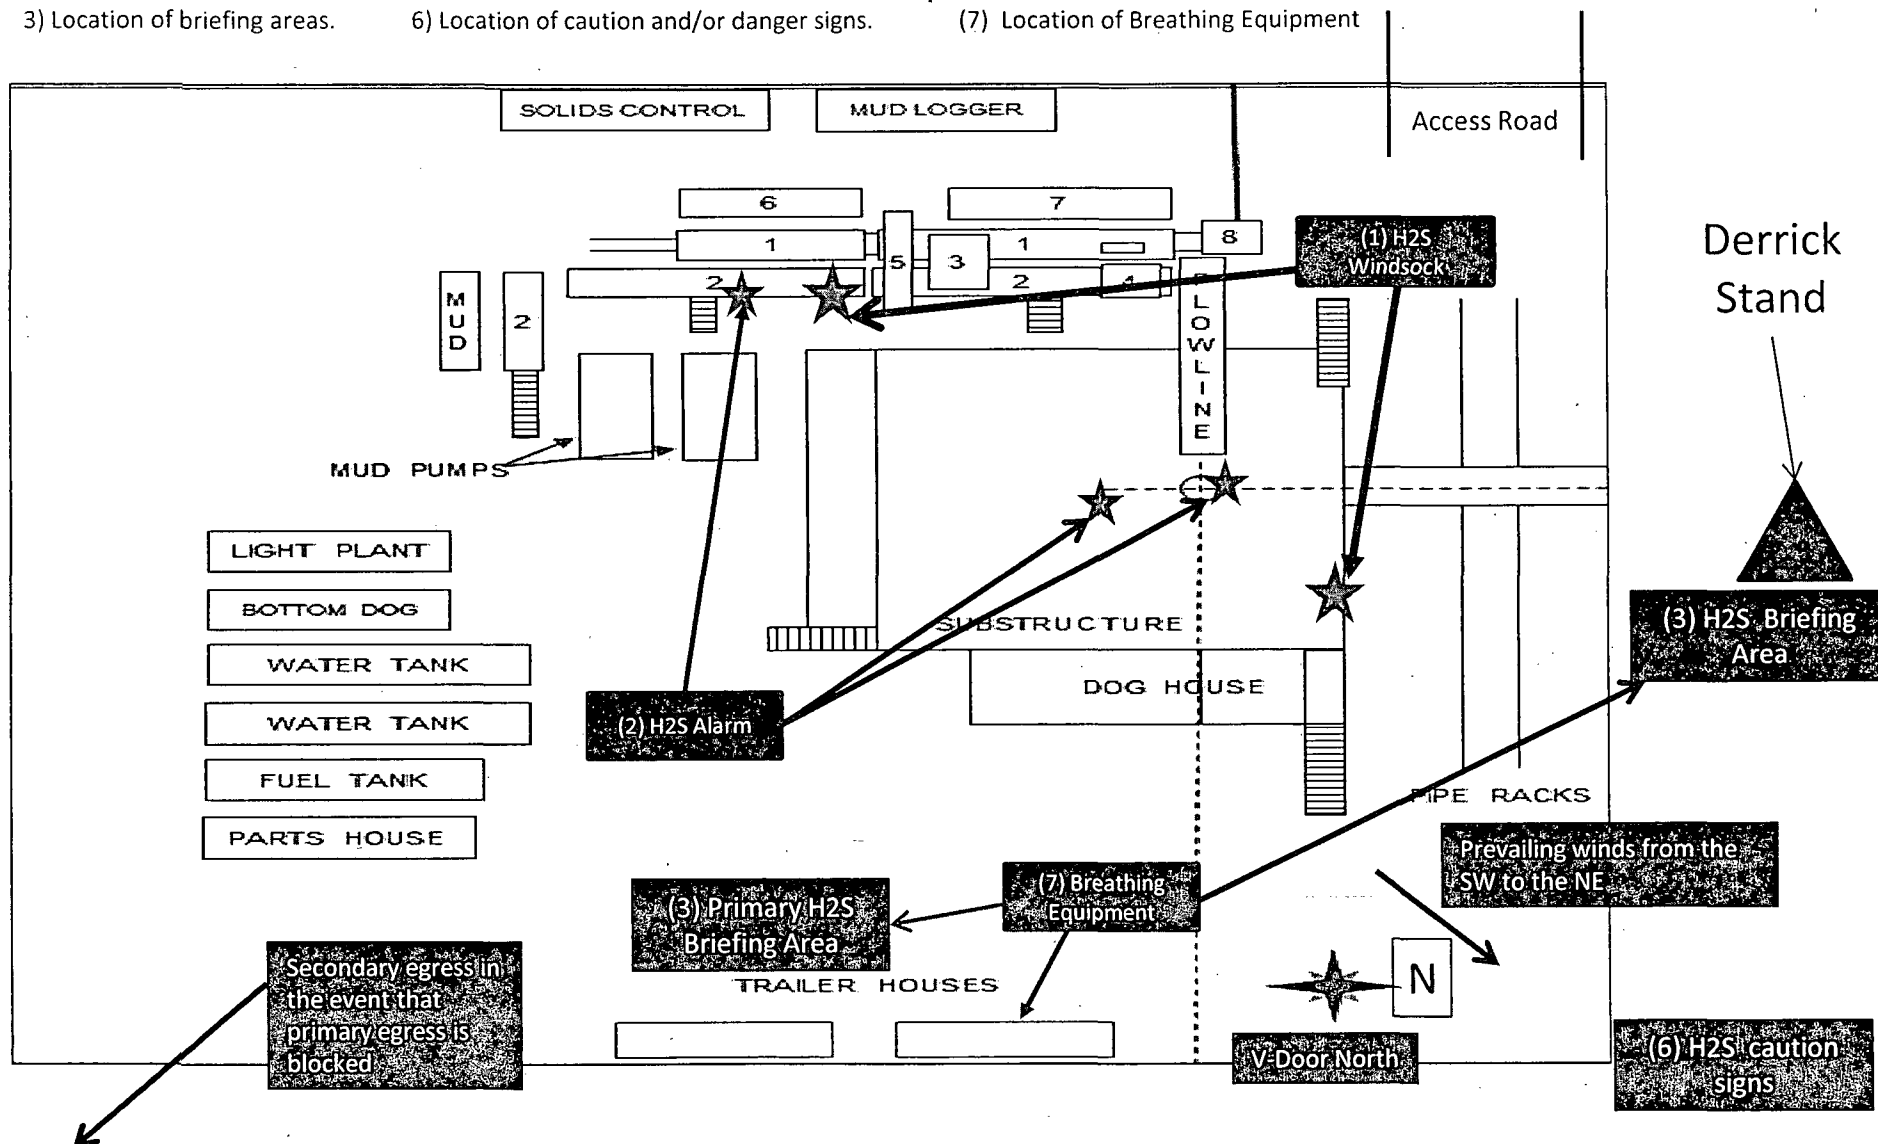 3) Location of briefing areas. 6) Location of caution and/or danger signs. (7) Location of Breathing Equipment
SOLIDS CONTROL
MUD LOGGER
Access Road
6
7
1
1
8
5
3
2
2
4
(1) H2S
Windsock
Derrick
Stand
MUD
2
FLOWLINE
MUD PUMPS
LIGHT PLANT
BOTTOM DOG
WATER TANK
WATER TANK
FUEL TANK
PARTS HOUSE
SUBSTRUCTURE
DOG HOUSE
(2) H2S Alarm
(3) H2S Briefing
Area
PIPE RACKS
Prevailing winds from the
SW to the NE
(7) Breathing
Equipment
(3) Primary H2S
Briefing Area
TRAILER HOUSES
Secondary egress in
the event that
primary egress is
blocked
N
V-Door North
(6) H2S caution
signs